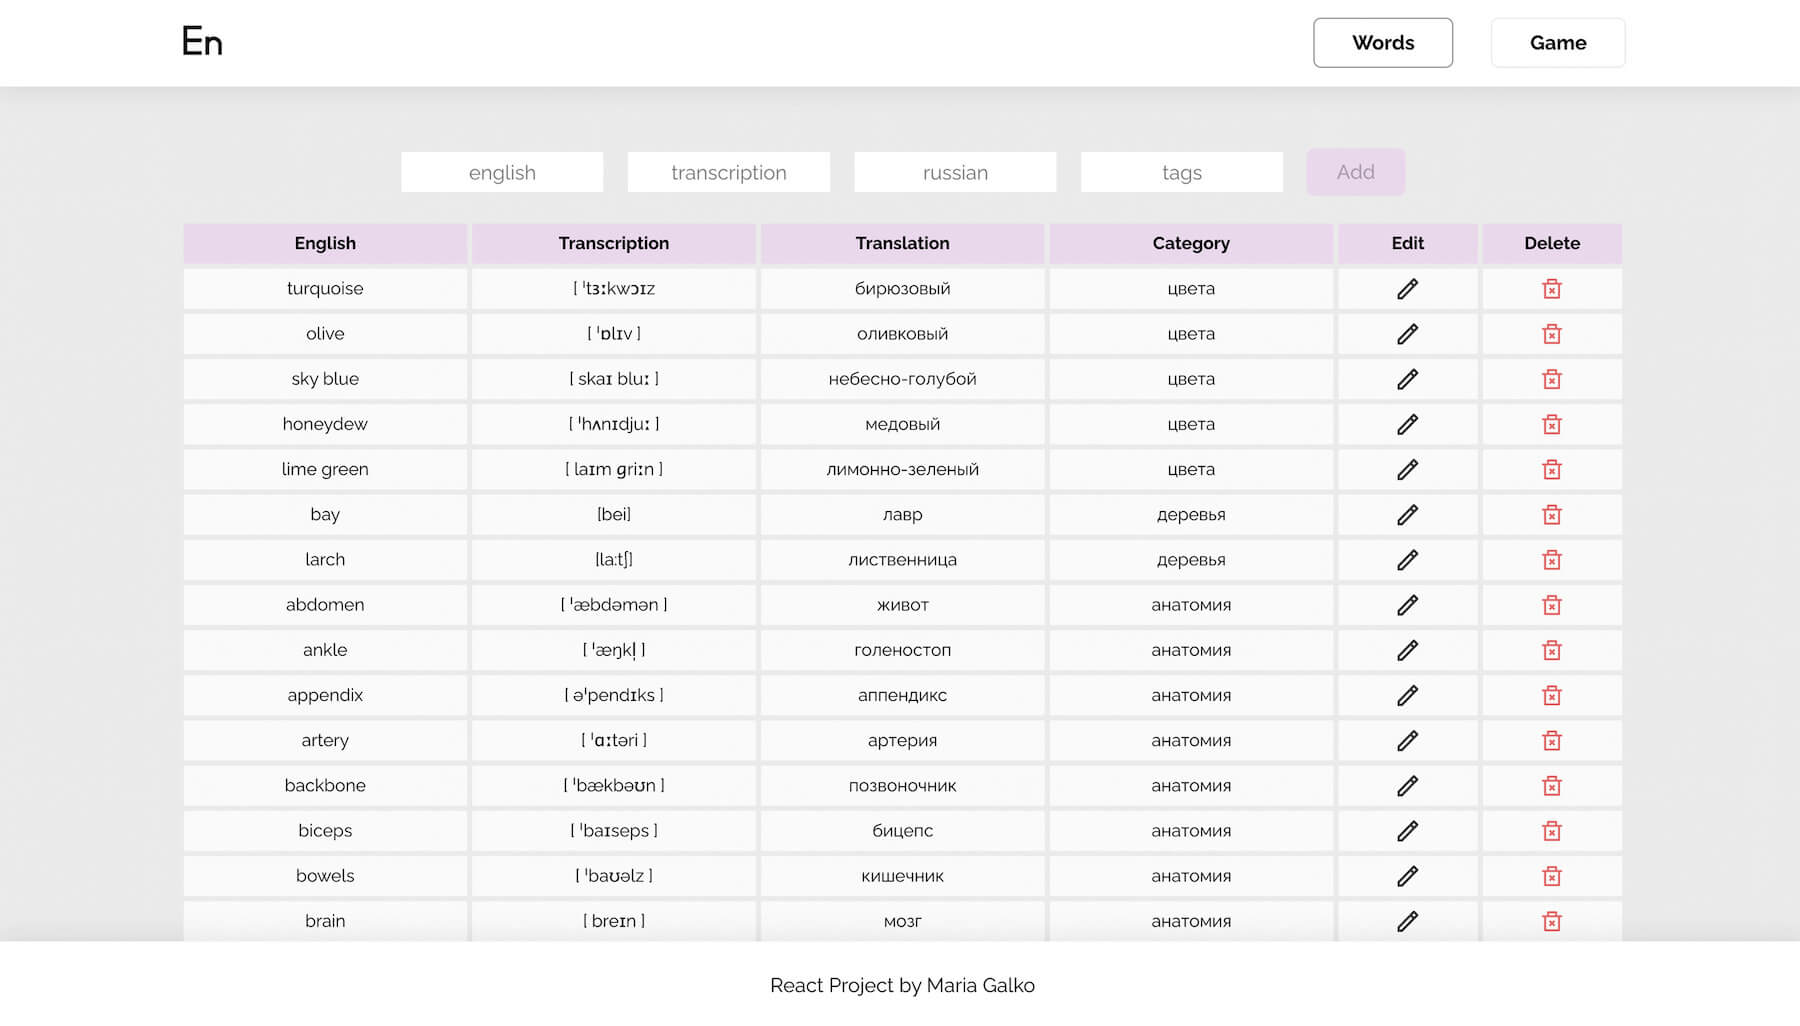 En
Words Game
english transcription russian tags Add
English Transcription Translation Category Edit Delete
turquoise [ ˈtɜːkwɔɪz бирюзовый цвета
olive [ ˈɒlɪv ] оливковый цвета
sky blue [ skaɪ bluː ] небесно-голубой цвета
honeydew [ ˈhʌnɪdjuː ] медовый цвета
lime green [ laɪm ɡriːn ] лимонно-зеленый цвета
bay [bei] лавр деревья
larch [la:tʃ] лиственница деревья
abdomen [ ˈæbdəmən ] живот анатомия
ankle [ ˈæŋkl̩ ] голеностоп анатомия
appendix [ əˈpendɪks ] аппендикс анатомия
artery [ ˈɑːtəri ] артерия анатомия
backbone [ ˈbækbəʊn ] позвоночник анатомия
biceps [ ˈbaɪseps ] бицепс анатомия
bowels [ ˈbaʊəlz ] кишечник анатомия
brain [ breɪn ] мозг анатомия
React Project by Maria Galko